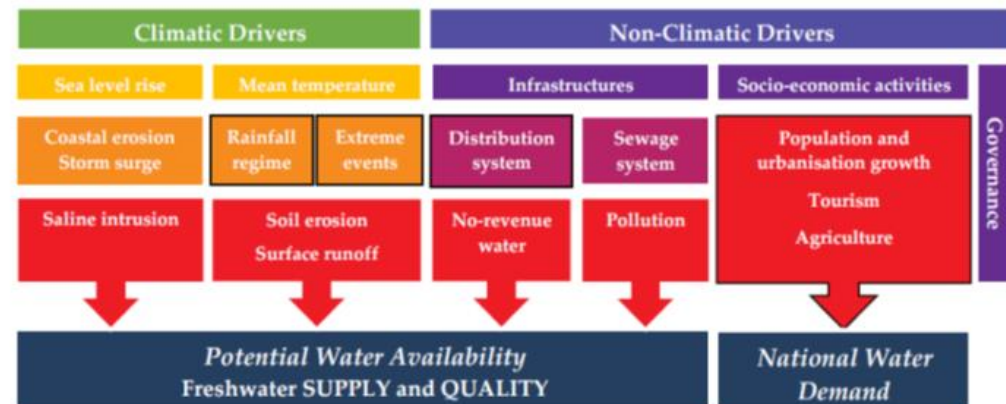 Climatic Drivers
Non-Climatic Drivers
Sea level rise
Mean temperature
Infrastructures
Socio-economic activities
Governance
Coastal erosion
Storm surge
Rainfall
regime
Extreme
events
Distribution
system
Sewage
system
Population and
urbanisation growth
Tourism
Agriculture
Saline intrusion
Soil erosion
Surface runoff
No-revenue
water
Pollution
Potential Water Availability
Freshwater SUPPLY and QUALITY
National Water
Demand